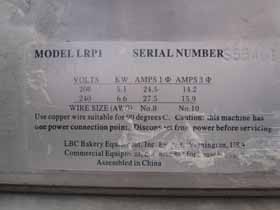 MODEL LRP1 SERIAL NUMBER
VOLTS KW AMPS 1 Φ AMPS 3 Φ
208 5.1 24.5 14.2
240 6.6 27.5 15.9
WIRE SIZE (AWG) No.8 No.10
Use copper wire suitable for 90 degrees C. Caution: this machine has
one power connection point. Disconnect from power before servicing
LBC Bakery Equipment, Inc. USA
Commercial Equipment,
Assembled in China